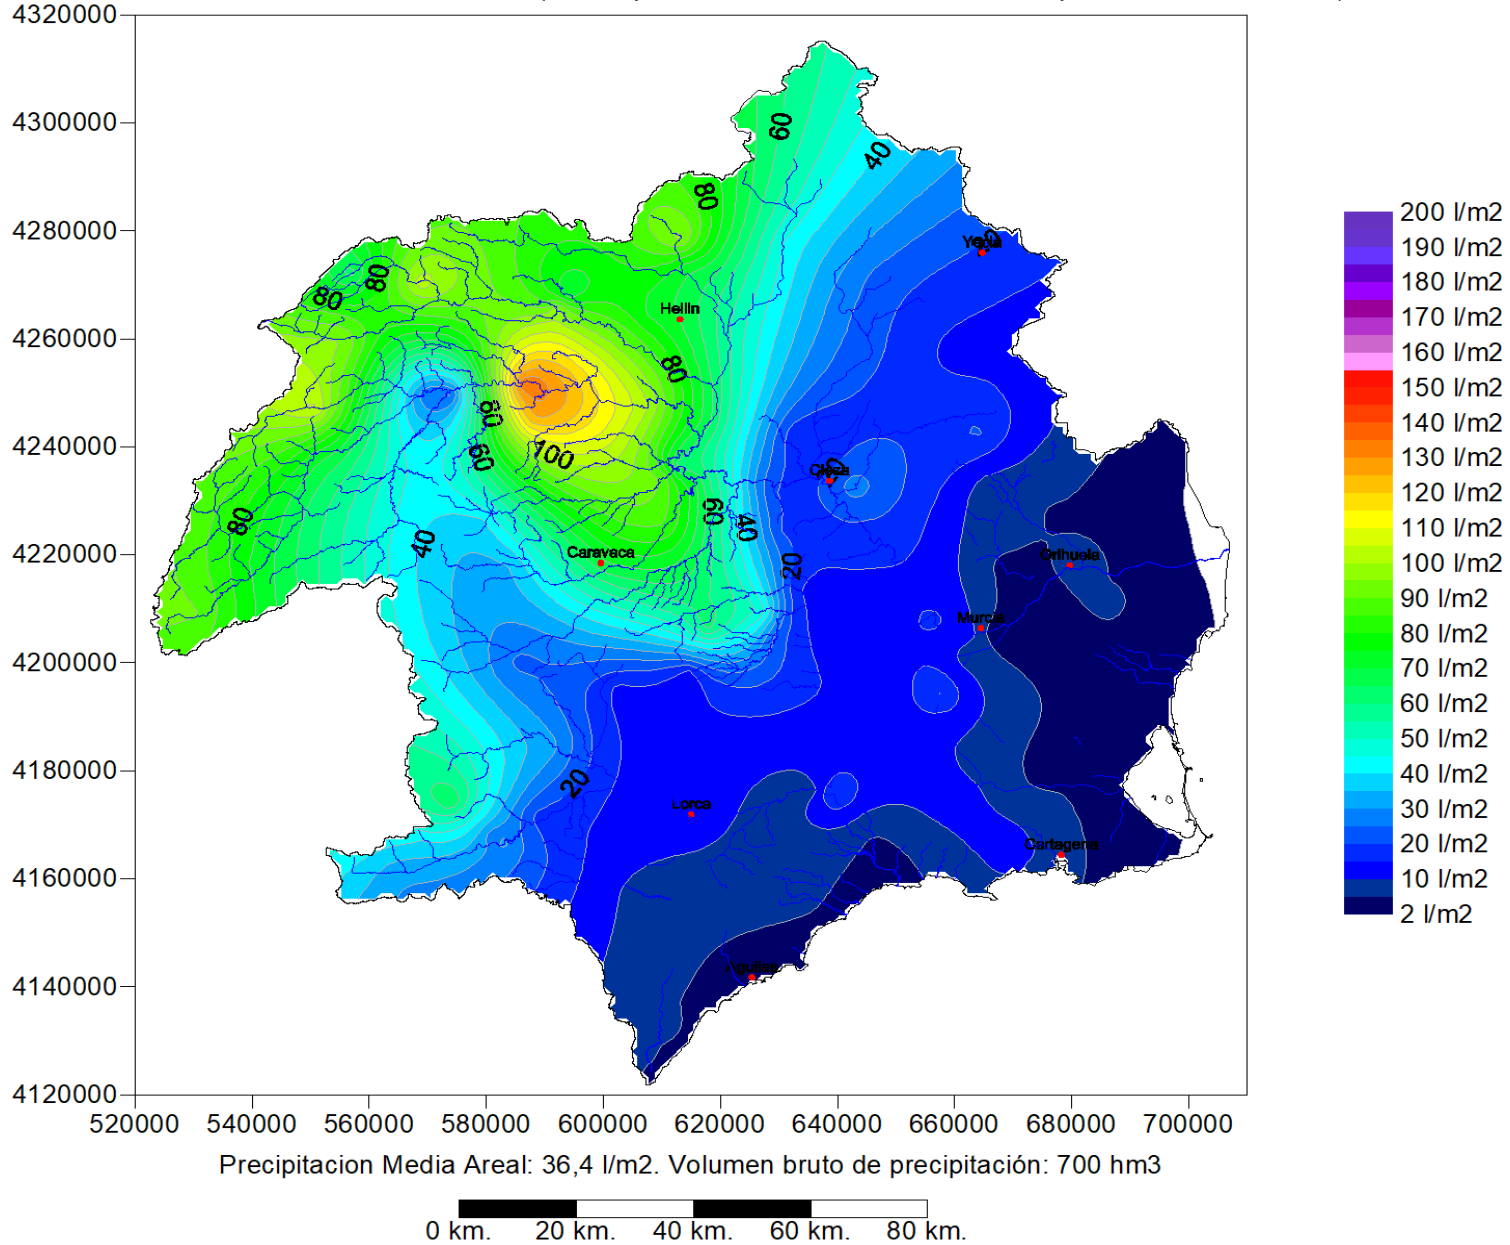 4320000
4300000
4280000
4260000
4240000
4220000
4200000
4180000
4160000
4140000
4120000
520000 540000 560000 580000 600000 620000 640000 660000 680000 700000
60
40
80
Yecla
80
80
Hellin
80
60
100
60
Cieza
80
60
40
40
20
Caravaca
Orihuela
Murcia
20
Lorca
Cartagena
Aguilas
200 l/m2
190 l/m2
180 l/m2
170 l/m2
160 l/m2
150 l/m2
140 l/m2
130 l/m2
120 l/m2
110 l/m2
100 l/m2
90 l/m2
80 l/m2
70 l/m2
60 l/m2
50 l/m2
40 l/m2
30 l/m2
20 l/m2
10 l/m2
2 l/m2
Precipitacion Media Areal: 36,4 l/m2. Volumen bruto de precipitación: 700 hm3
0 km. 20 km. 40 km. 60 km. 80 km.